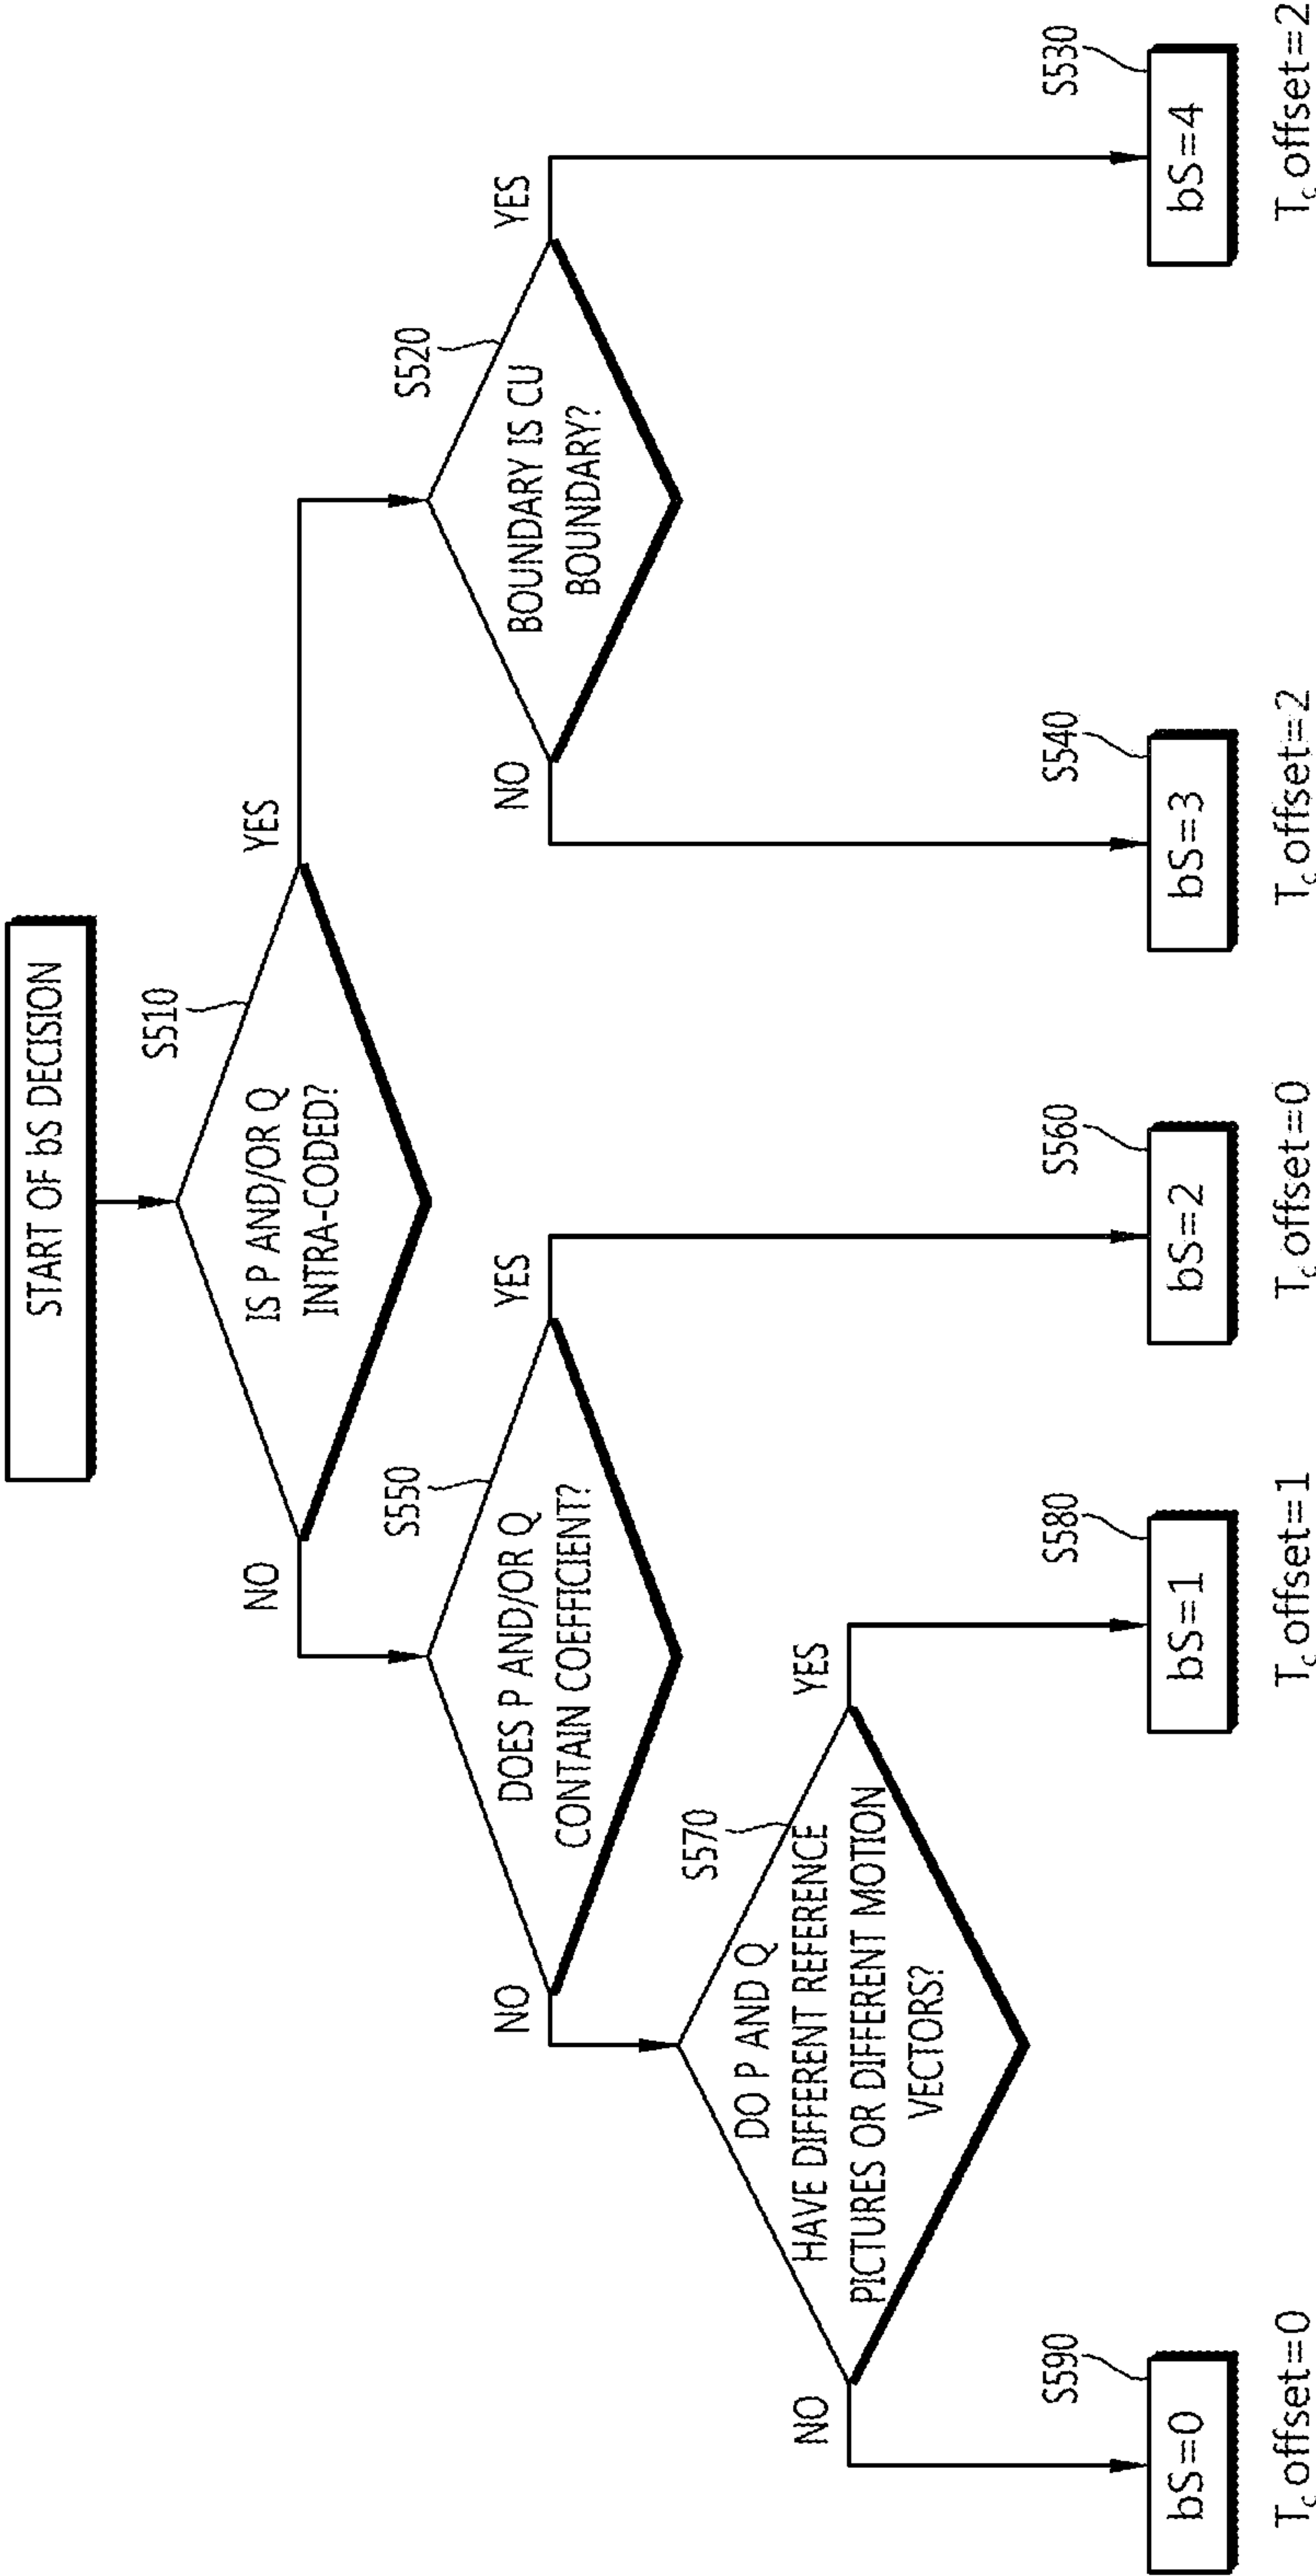 START OF bS DECISION
S510
IS P AND/OR Q
INTRA-CODED?
NO
YES
S550
DOES P AND/OR Q
CONTAIN COEFFICIENT?
NO
YES
S520
BOUNDARY IS CU
BOUNDARY?
NO
YES
S570
DO P AND Q
HAVE DIFFERENT REFERENCE
PICTURES OR DIFFERENT MOTION
VECTORS?
NO
YES
S590
bS=0
Tc offset=0
S580
bS=1
Tc offset=1
S560
bS=2
Tc offset=0
S540
bS=3
Tc offset=2
S530
bS=4
Tc offset=2